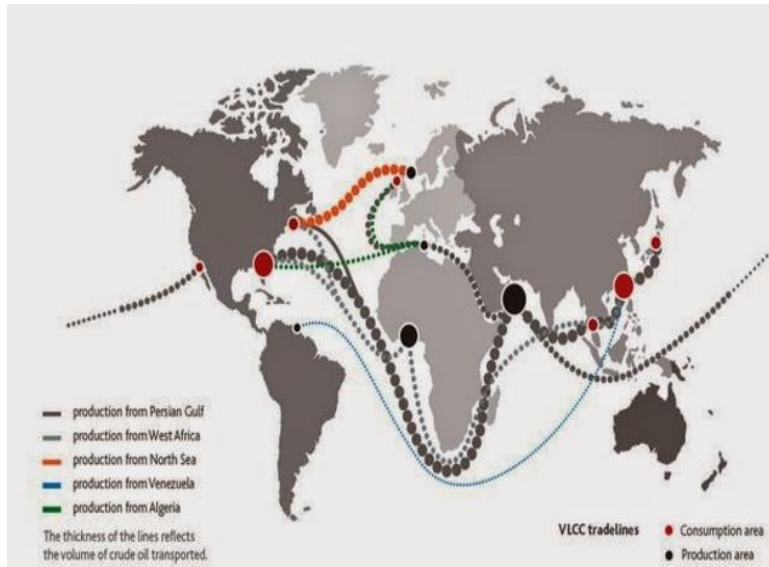 production from Persian Gulf
production from West Africa
production from North Sea
production from Venezuela
production from Algeria
The thickness of the lines reflects
the volume of crude oil transported.
VLCC tradelines
Consumption area
Production area